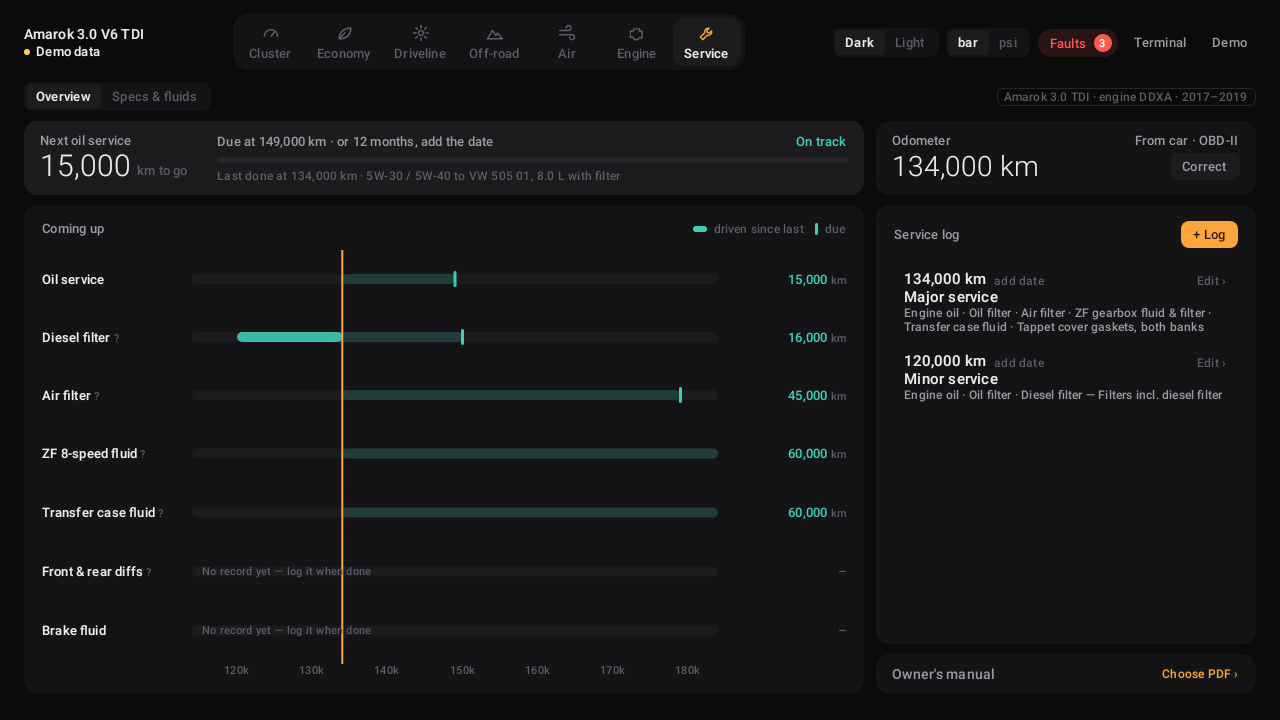 Amarok 3.0 V6 TDI
Demo data
Cluster
Economy
Driveline
Off-road
Air
Engine
Service
Dark
Light
bar
psi
Faults 3
Terminal
Demo
Overview
Specs & fluids
Amarok 3.0 TDI · engine DDXA · 2017–2019
Next oil service
15,000 km to go
Due at 149,000 km · or 12 months, add the date
On track
Last done at 134,000 km · 5W-30 / 5W-40 to VW 505 01, 8.0 L with filter
Odometer
From car · OBD-II
134,000 km
Correct
Coming up
driven since last
due
Oil service
15,000 km
Diesel filter ?
16,000 km
Air filter ?
45,000 km
ZF 8-speed fluid ?
60,000 km
Transfer case fluid ?
60,000 km
Front & rear diffs ?
No record yet — log it when done
–
Brake fluid
No record yet — log it when done
–
120k
130k
140k
150k
160k
170k
180k
Service log
+ Log
134,000 km add date
Edit ›
Major service
Engine oil · Oil filter · Air filter · ZF gearbox fluid & filter ·
Transfer case fluid · Tappet cover gaskets, both banks
120,000 km add date
Edit ›
Minor service
Engine oil · Oil filter · Diesel filter — Filters incl. diesel filter
Owner's manual
Choose PDF ›